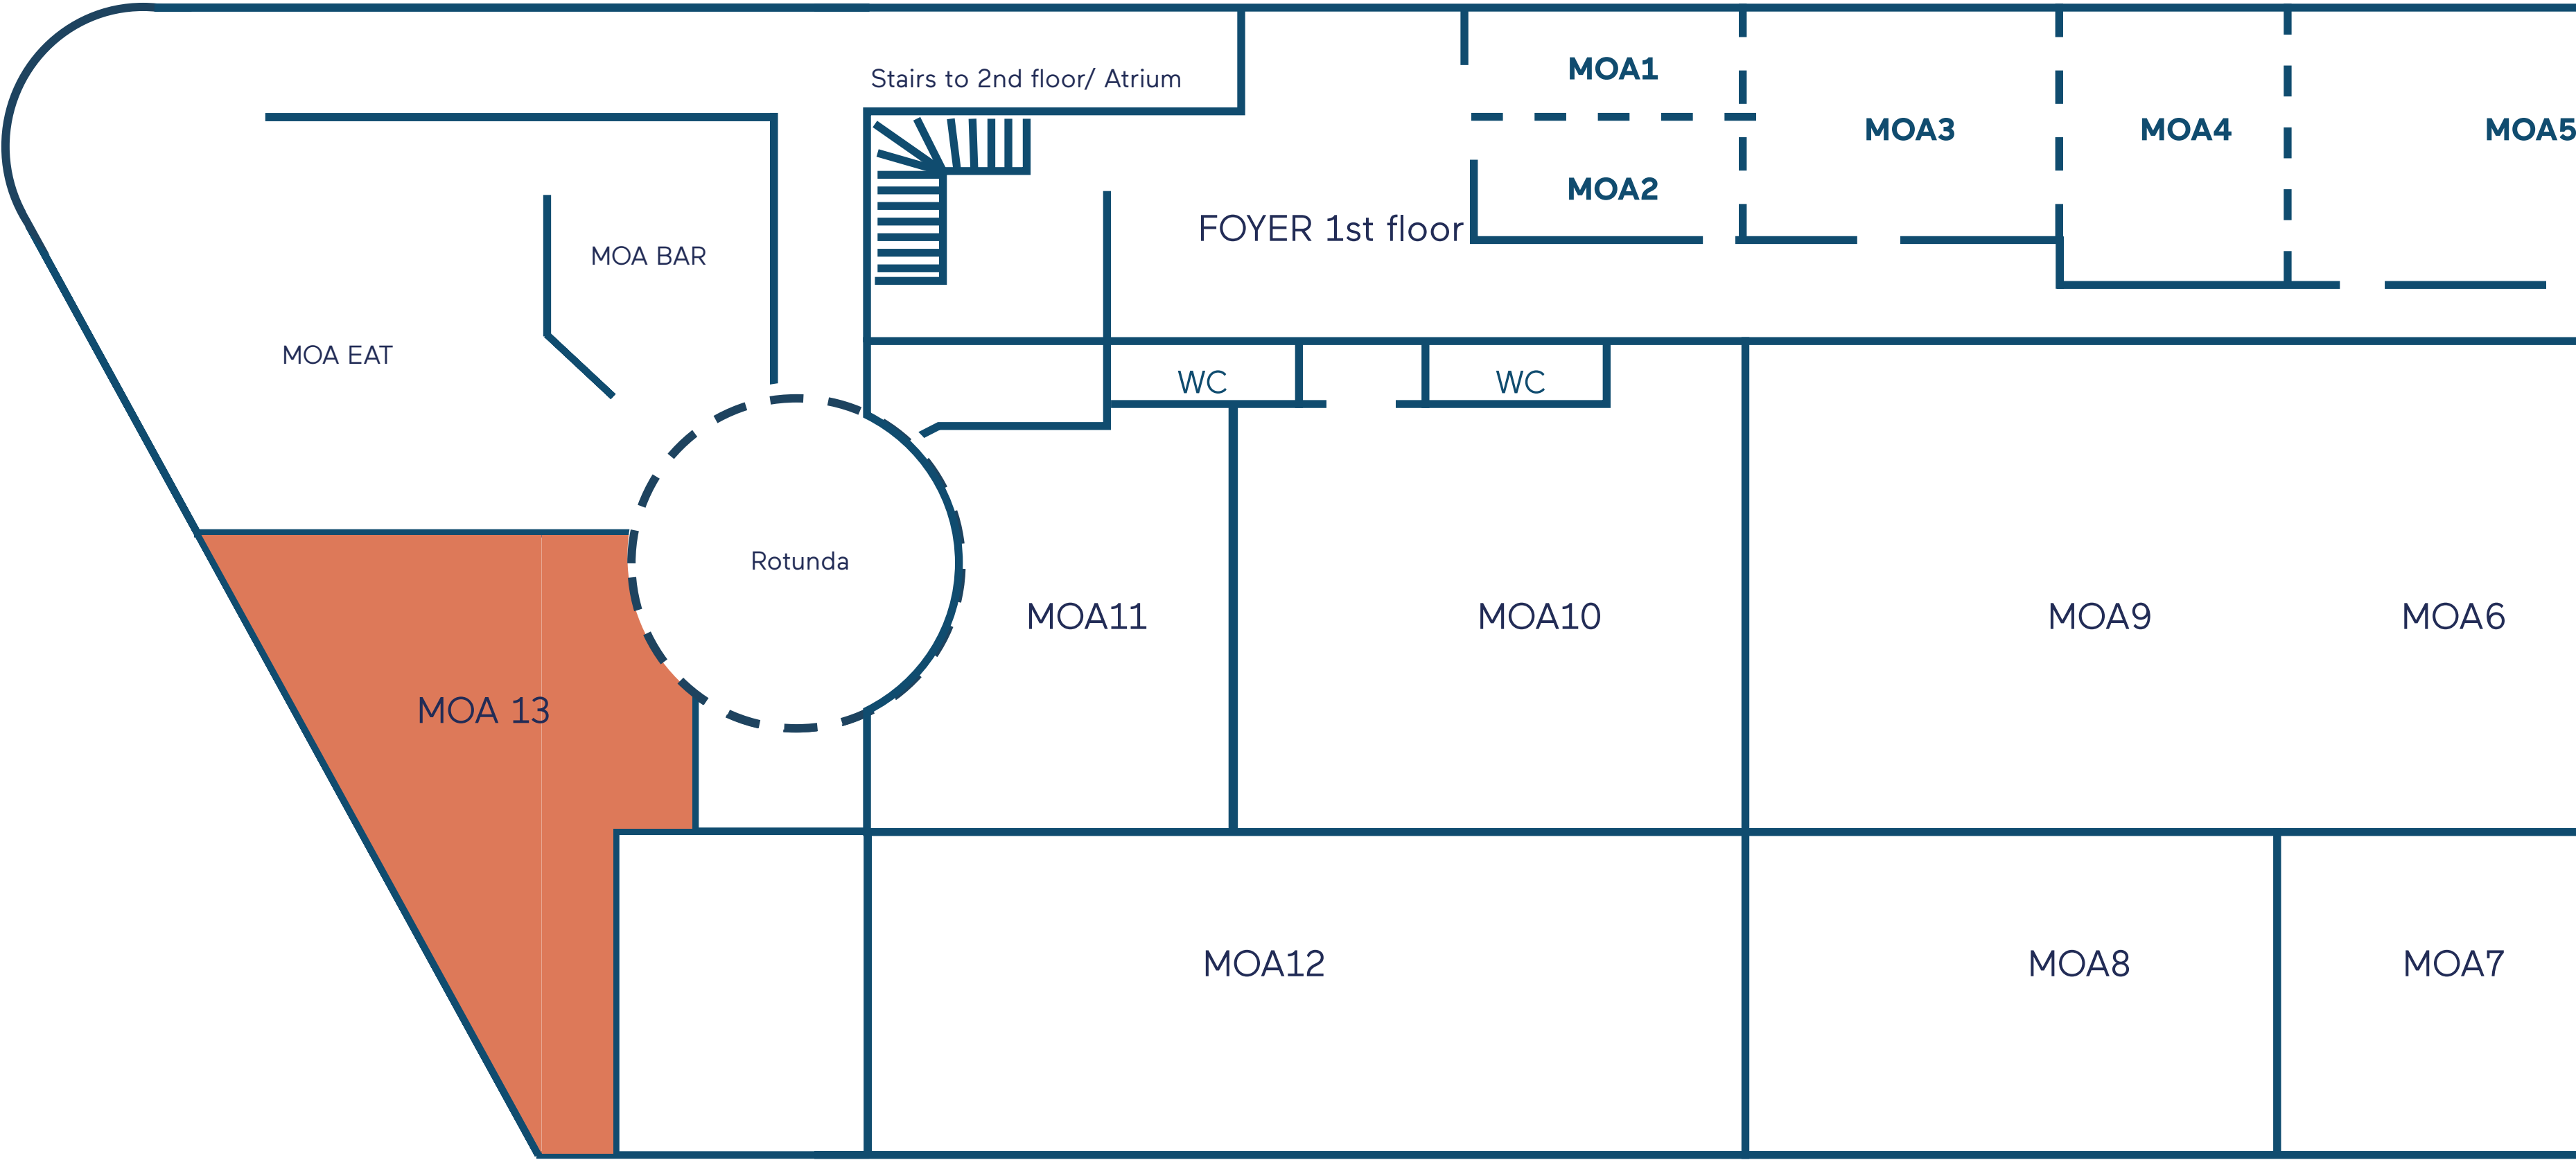 Stairs to 2nd floor/ Atrium
MOA1
MOA2
MOA3
MOA4
MOA5
FOYER 1st floor
MOA BAR
MOA EAT
WC
WC
Rotunda
MOA11
MOA10
MOA9
MOA6
MOA 13
MOA12
MOA8
MOA7